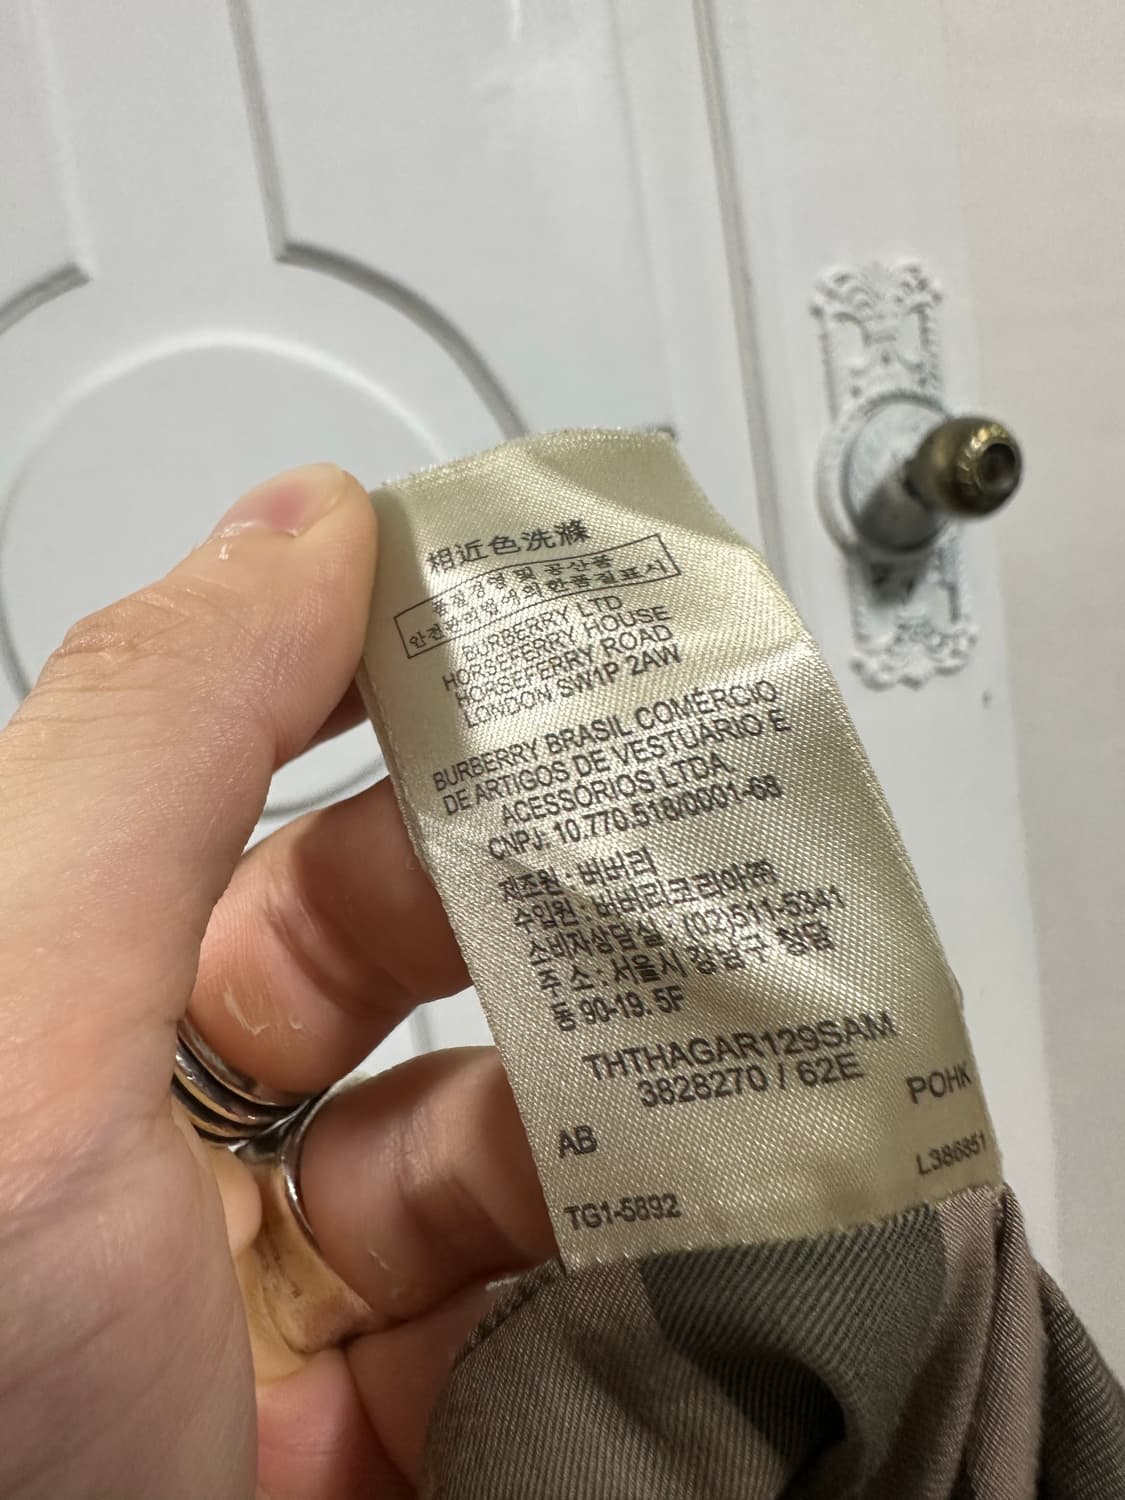 相近色洗滌
품질경영 및 공산품
안전관리법에의한품질표시
BURBERRY LTD
HORSEFERRY HOUSE
HORSEFERRY ROAD
LONDON SW1P 2AW
BURBERRY BRASIL COMÉRCIO
DE ARTIGOS DE VESTUÁRIO E
ACESSÓRIOS LTDA.
CNPJ: 10.770.518/0001-68
제조원 : 버버리
수입원 : 버버리코리아㈜
소비자상담실 : (02)511-5341
주 소 : 서울시 강남구 청담
동 90-19. 5F
THTHAGAR129SAM
3828270 / 62E
POHK
AB
L386851
TG1-5892